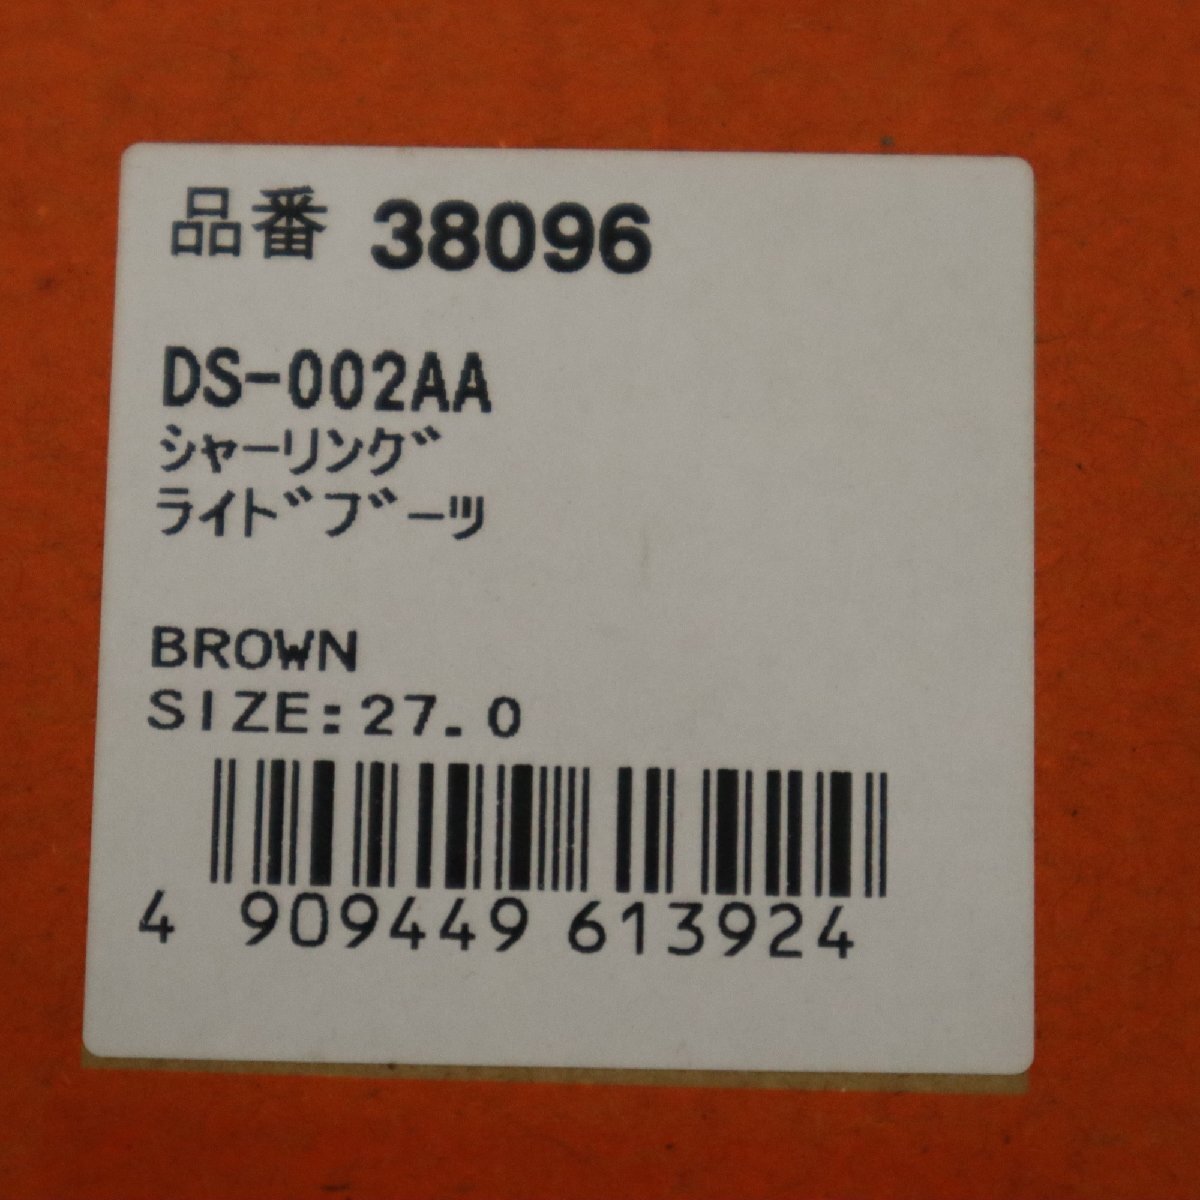 品番 38096
DS-002AA
シャーリング
ライドブーツ
BROWN
SIZE:27.0
4 909449 613924